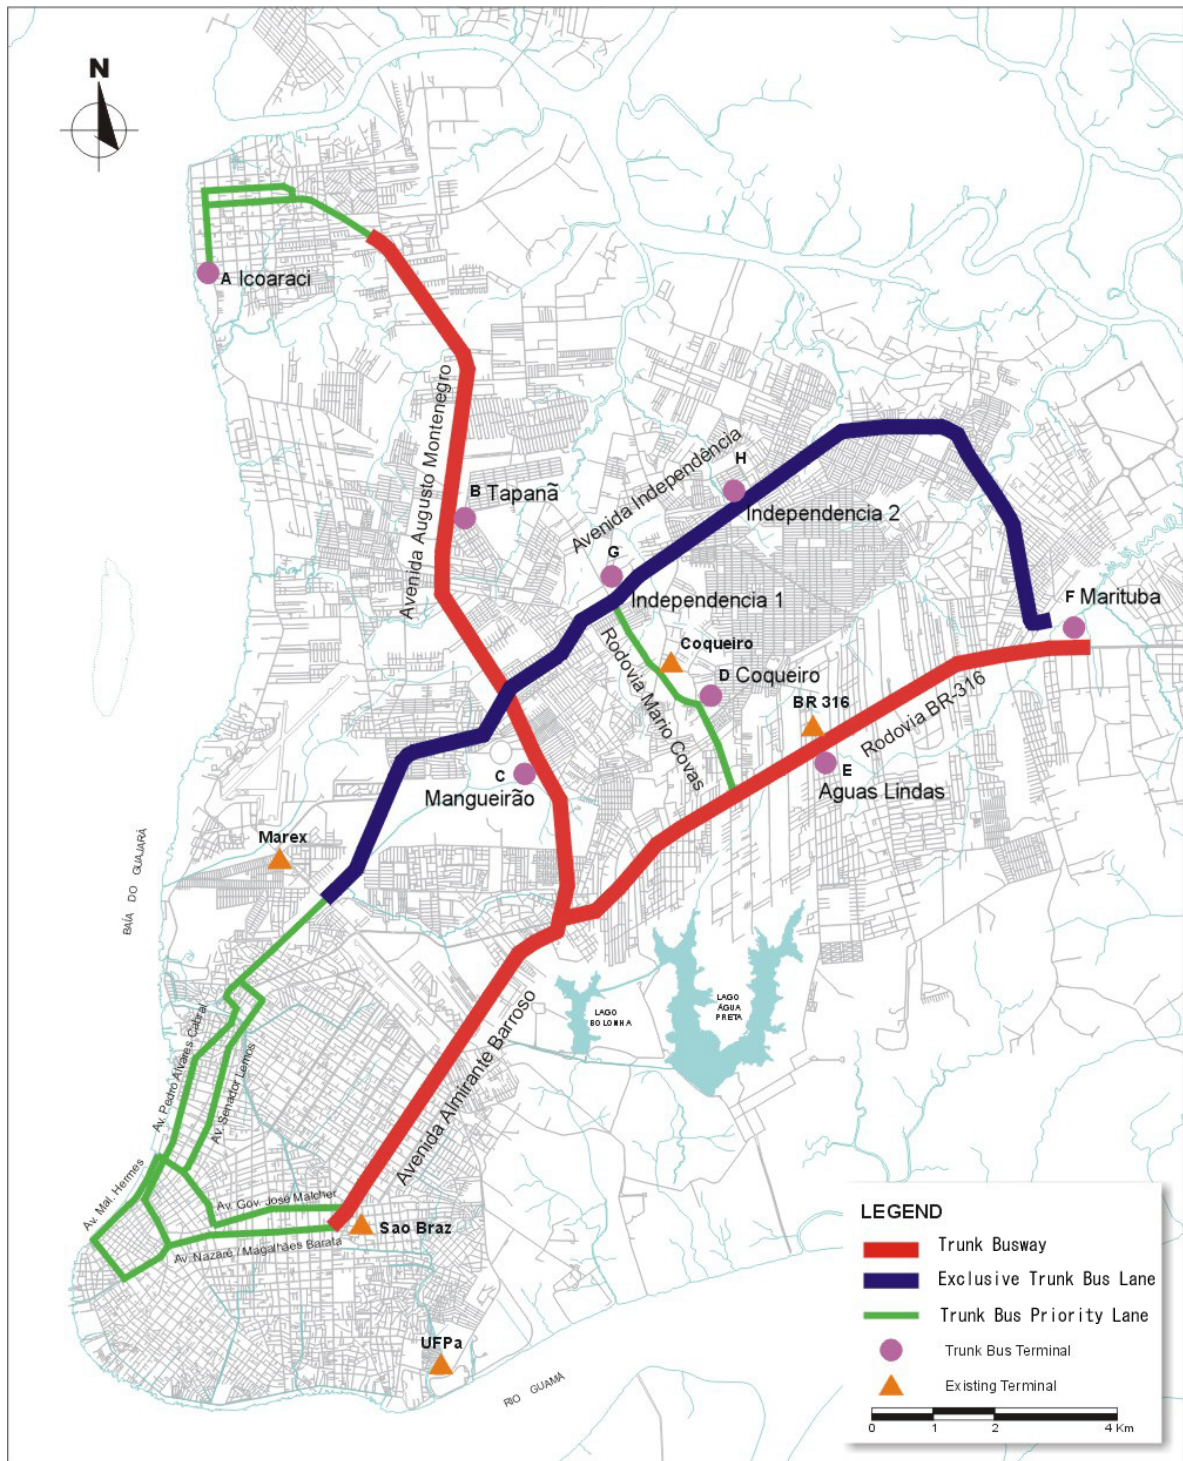 N
A Icoaraci
Avenida Augusto Montenegro
B Tapanã
Avenida Independência
H
Independencia 2
G
Independencia 1
F Marituba
Rodovia Mario Covas
Coqueiro
D Coqueiro
BR 316
Rodovia BR-316
E
Aguas Lindas
C
Mangueirão
Marex
BAÍA DO GUAJARÁ
LAGO
BOLONHA
LAGO
ÁGUA
PRETA
Av. Pedro Alvares Cabral
Av. Senador Lemos
Avenida Almirante Barroso
Av. Mal. Hermes
Av. Gov. José Malcher
Av. Nazaré / Magalhães Barata
Sao Braz
UFPa
RIO GUAMÁ
LEGEND
Trunk Busway
Exclusive Trunk Bus Lane
Trunk Bus Priority Lane
Trunk Bus Terminal
Existing Terminal
0 1 2 4 Km